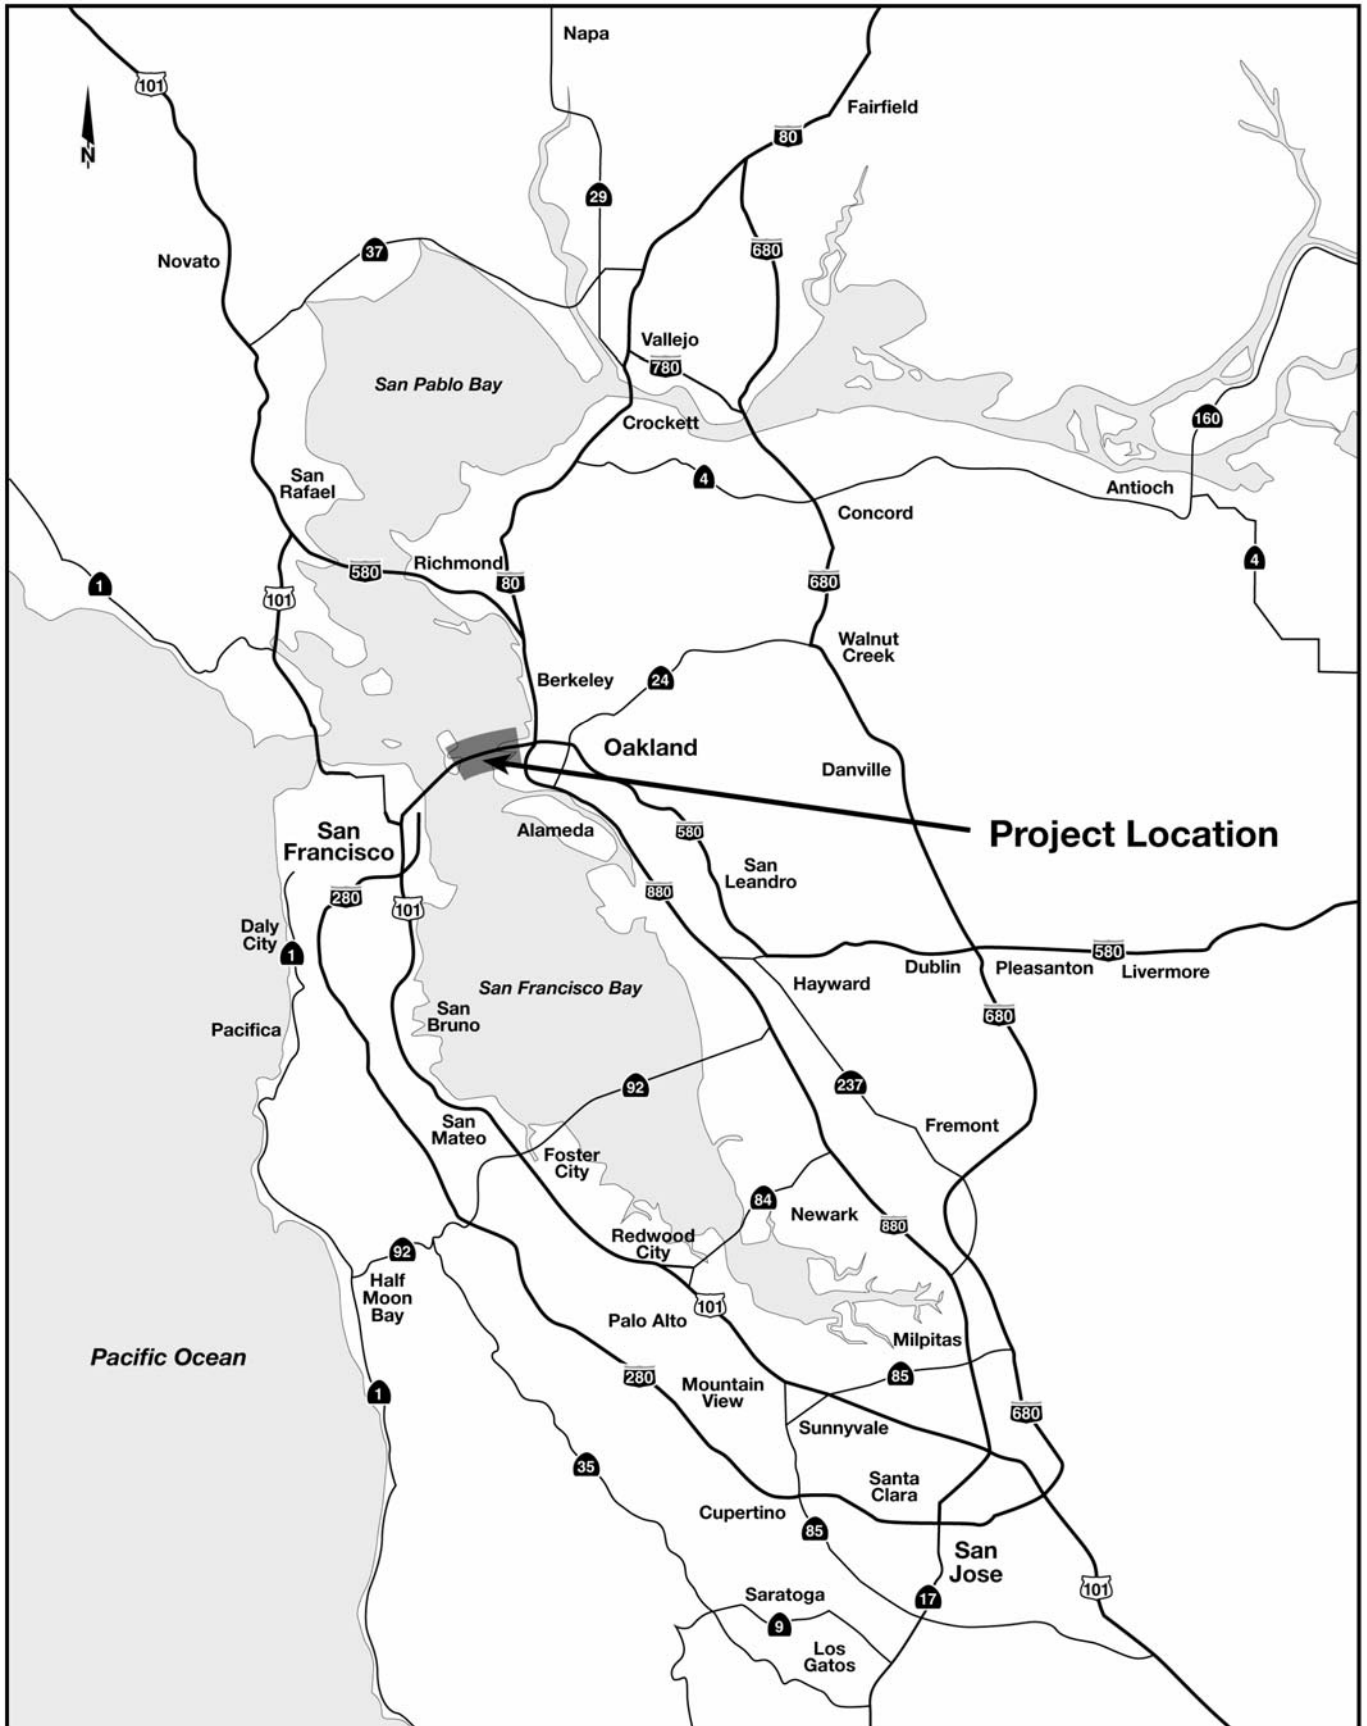 Napa
101
Fairfield
80
N
29
37
680
Novato
Vallejo
780
San Pablo Bay
160
Crockett
San
Rafael
4
Antioch
Concord
Richmond
580
80
680
4
1
101
Walnut
Creek
Berkeley
24
Oakland
Danville
Project Location
San
Francisco
Alameda
580
San
Leandro
280
101
880
Daly
City
1
580
Dublin
Pleasanton
Livermore
Hayward
San Francisco Bay
San
Bruno
680
Pacifica
92
237
San
Mateo
Fremont
Foster
City
84
Newark
880
Redwood
City
92
Half
Moon
Bay
101
Palo Alto
Milpitas
Pacific Ocean
280
85
Mountain
View
1
680
Sunnyvale
35
Santa
Clara
Cupertino
85
San
Jose
101
17
Saratoga
9
Los
Gatos